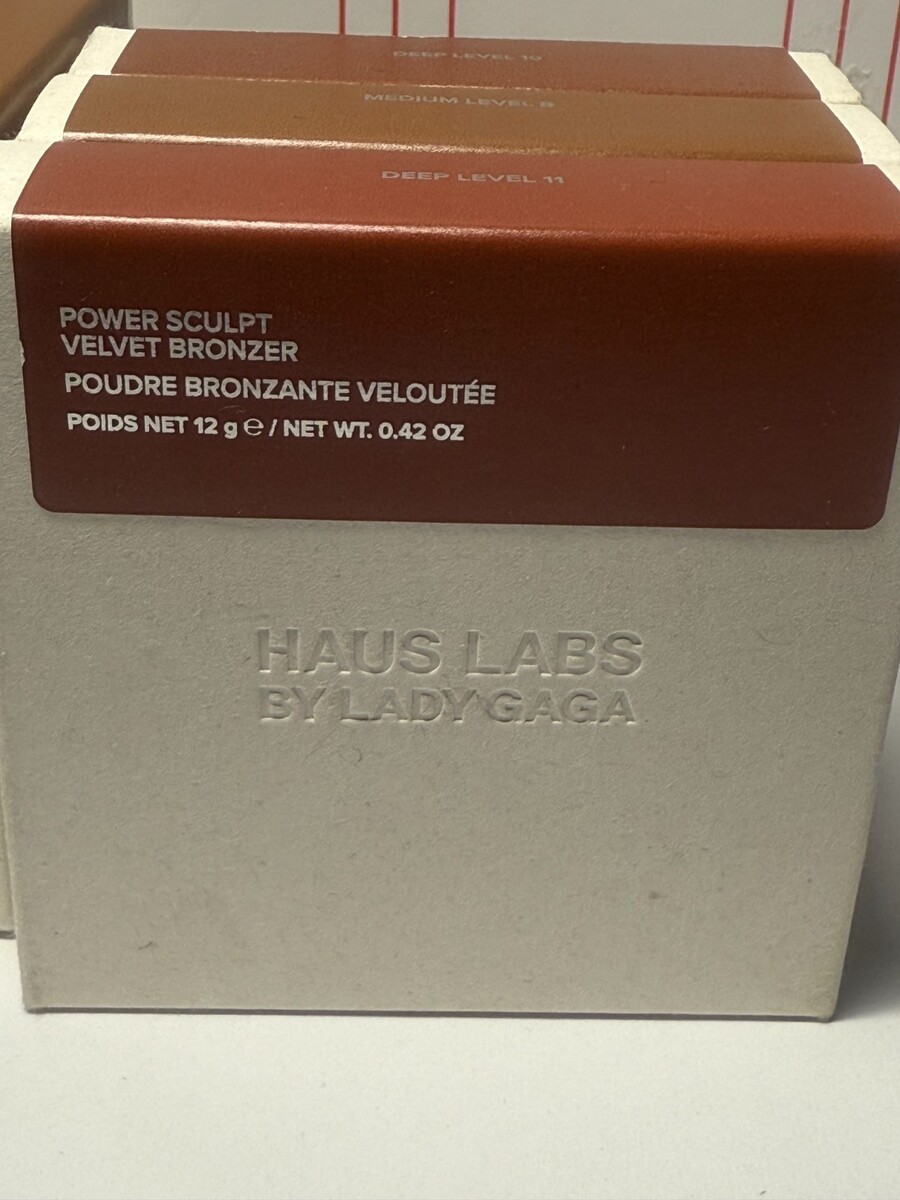 DEEP LEVEL 10
MEDIUM LEVEL 8
DEEP LEVEL 11
POWER SCULPT
VELVET BRONZER
POUDRE BRONZANTE VELOUTÉE
POIDS NET 12 g ℮ / NET WT. 0.42 OZ
HAUS LABS
BY LADY GAGA